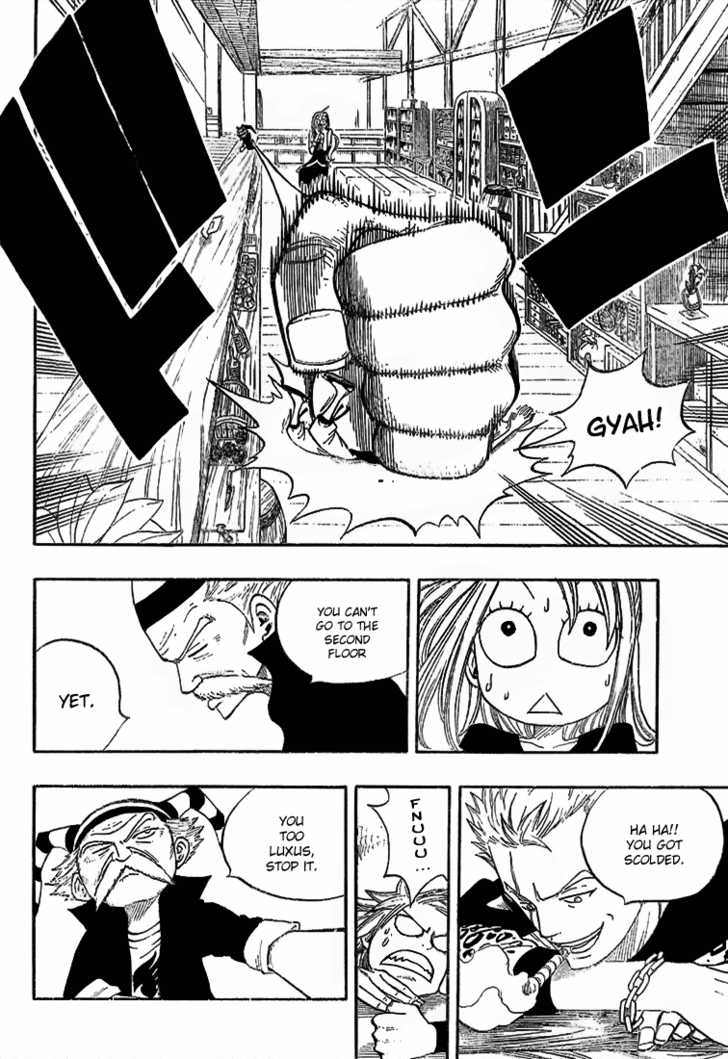 GYAH!
YOU CAN'T
GO TO THE
SECOND
FLOOR
YET.
HA HA!!
YOU GOT
SCOLDED.
FNUUU...
YOU
TOO
LUXUS,
STOP IT.